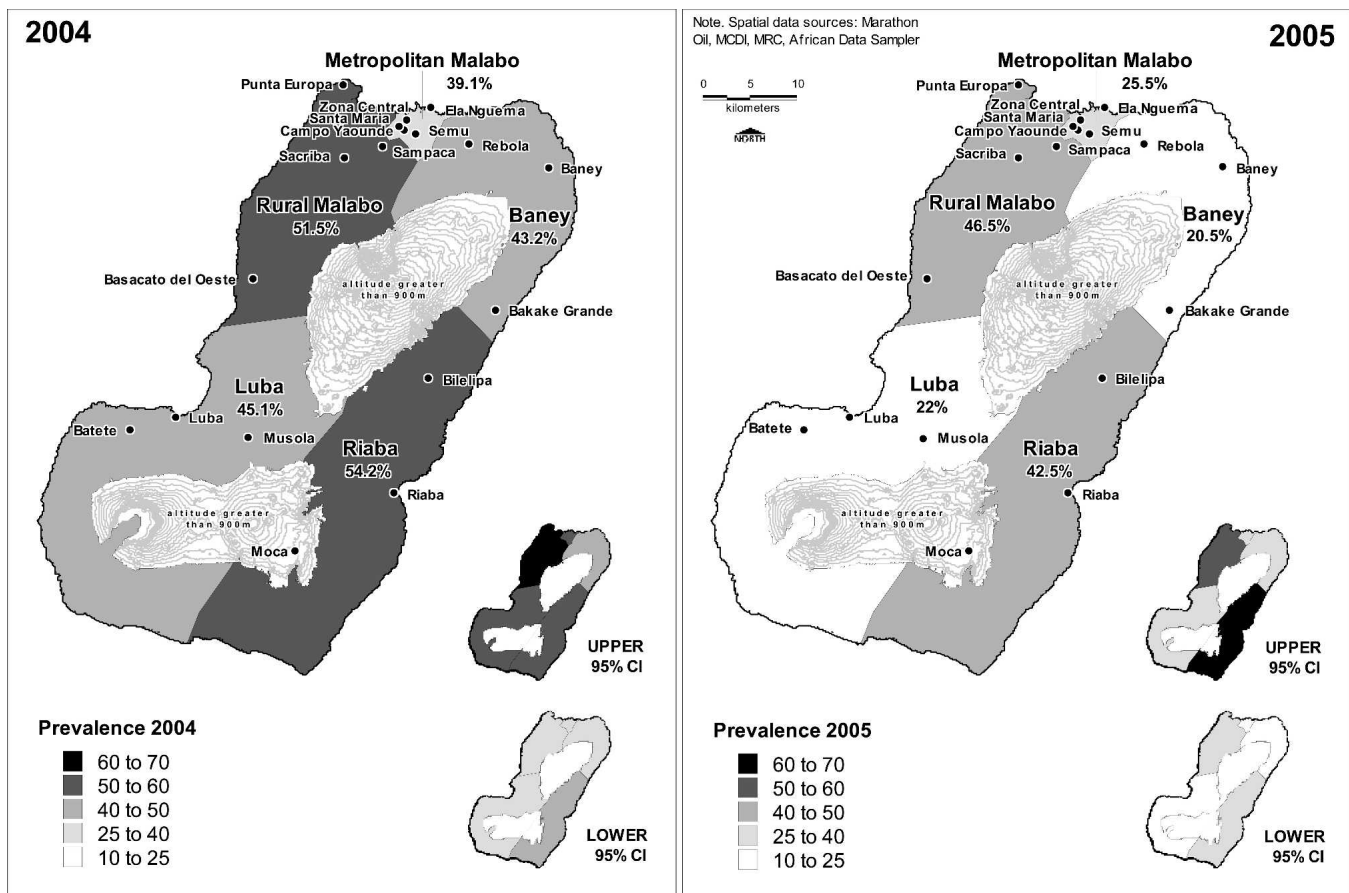 2004
Metropolitan Malabo
39.1%
Punta Europa
Zona Central
Ela Nguema
Santa Maria
Campo Yaounde
Semu
Sampaca
Rebola
Sacriba
Baney
Rural Malabo
51.5%
Baney
43.2%
Basacato del Oeste
altitude greater
than 900m
Bakake Grande
Luba
45.1%
Bilelipa
Luba
Batete
Musola
Riaba
54.2%
Riaba
altitude greater
than 900m
Moca
UPPER
95% CI
Prevalence 2004
60 to 70
50 to 60
40 to 50
25 to 40
10 to 25
LOWER
95% CI
Note. Spatial data sources: Marathon
Oil, MCDI, MRC, African Data Sampler
2005
Metropolitan Malabo
25.5%
0 5 10
kilometers
NORTH
Punta Europa
Zona Central
Ela Nguema
Santa Maria
Campo Yaounde
Semu
Sampaca
Rebola
Sacriba
Baney
Rural Malabo
46.5%
Baney
20.5%
Basacato del Oeste
altitude greater
than 900m
Bakake Grande
Luba
22%
Bilelipa
Luba
Batete
Musola
Riaba
42.5%
Riaba
altitude greater
than 900m
Moca
UPPER
95% CI
Prevalence 2005
60 to 70
50 to 60
40 to 50
25 to 40
10 to 25
LOWER
95% CI